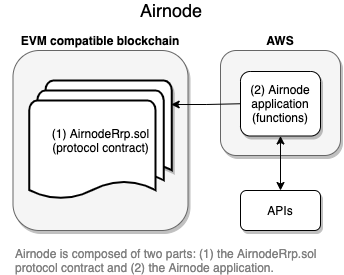 Airnode
EVM compatible blockchain
AWS
(1) AirnodeRrp.sol
(protocol contract)
(2) Airnode
application
(functions)
APIs
Airnode is composed of two parts: (1) the AirnodeRrp.sol
protocol contract and (2) the Airnode application.